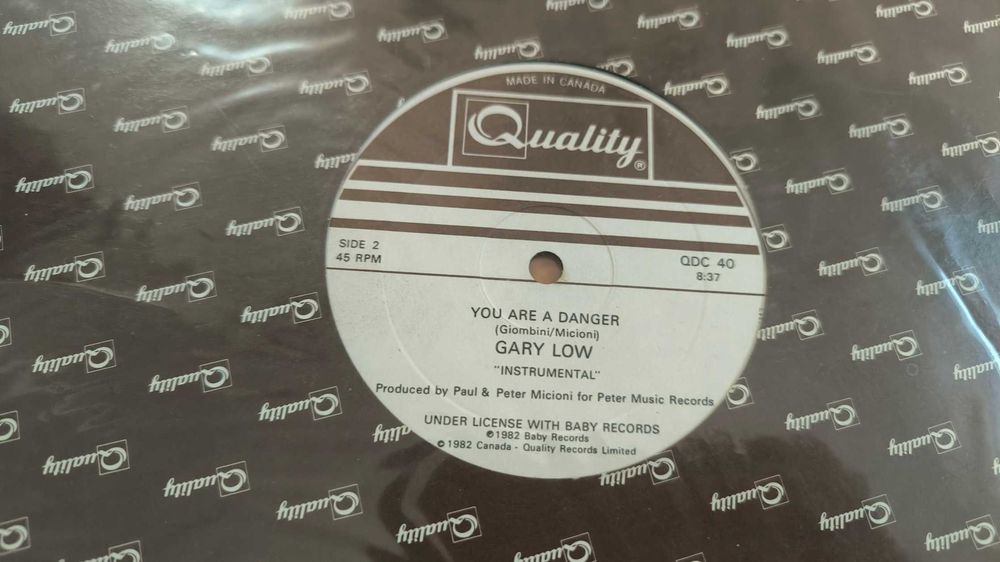 MADE IN CANADA
Quality®
SIDE 2
45 RPM
QDC 40
8:37
YOU ARE A DANGER
(Giombini/Micioni)
GARY LOW
"INSTRUMENTAL"
Produced by Paul & Peter Micioni for Peter Music Records
UNDER LICENSE WITH BABY RECORDS
℗1982 Baby Records
©1982 Canada - Quality Records Limited
Quality